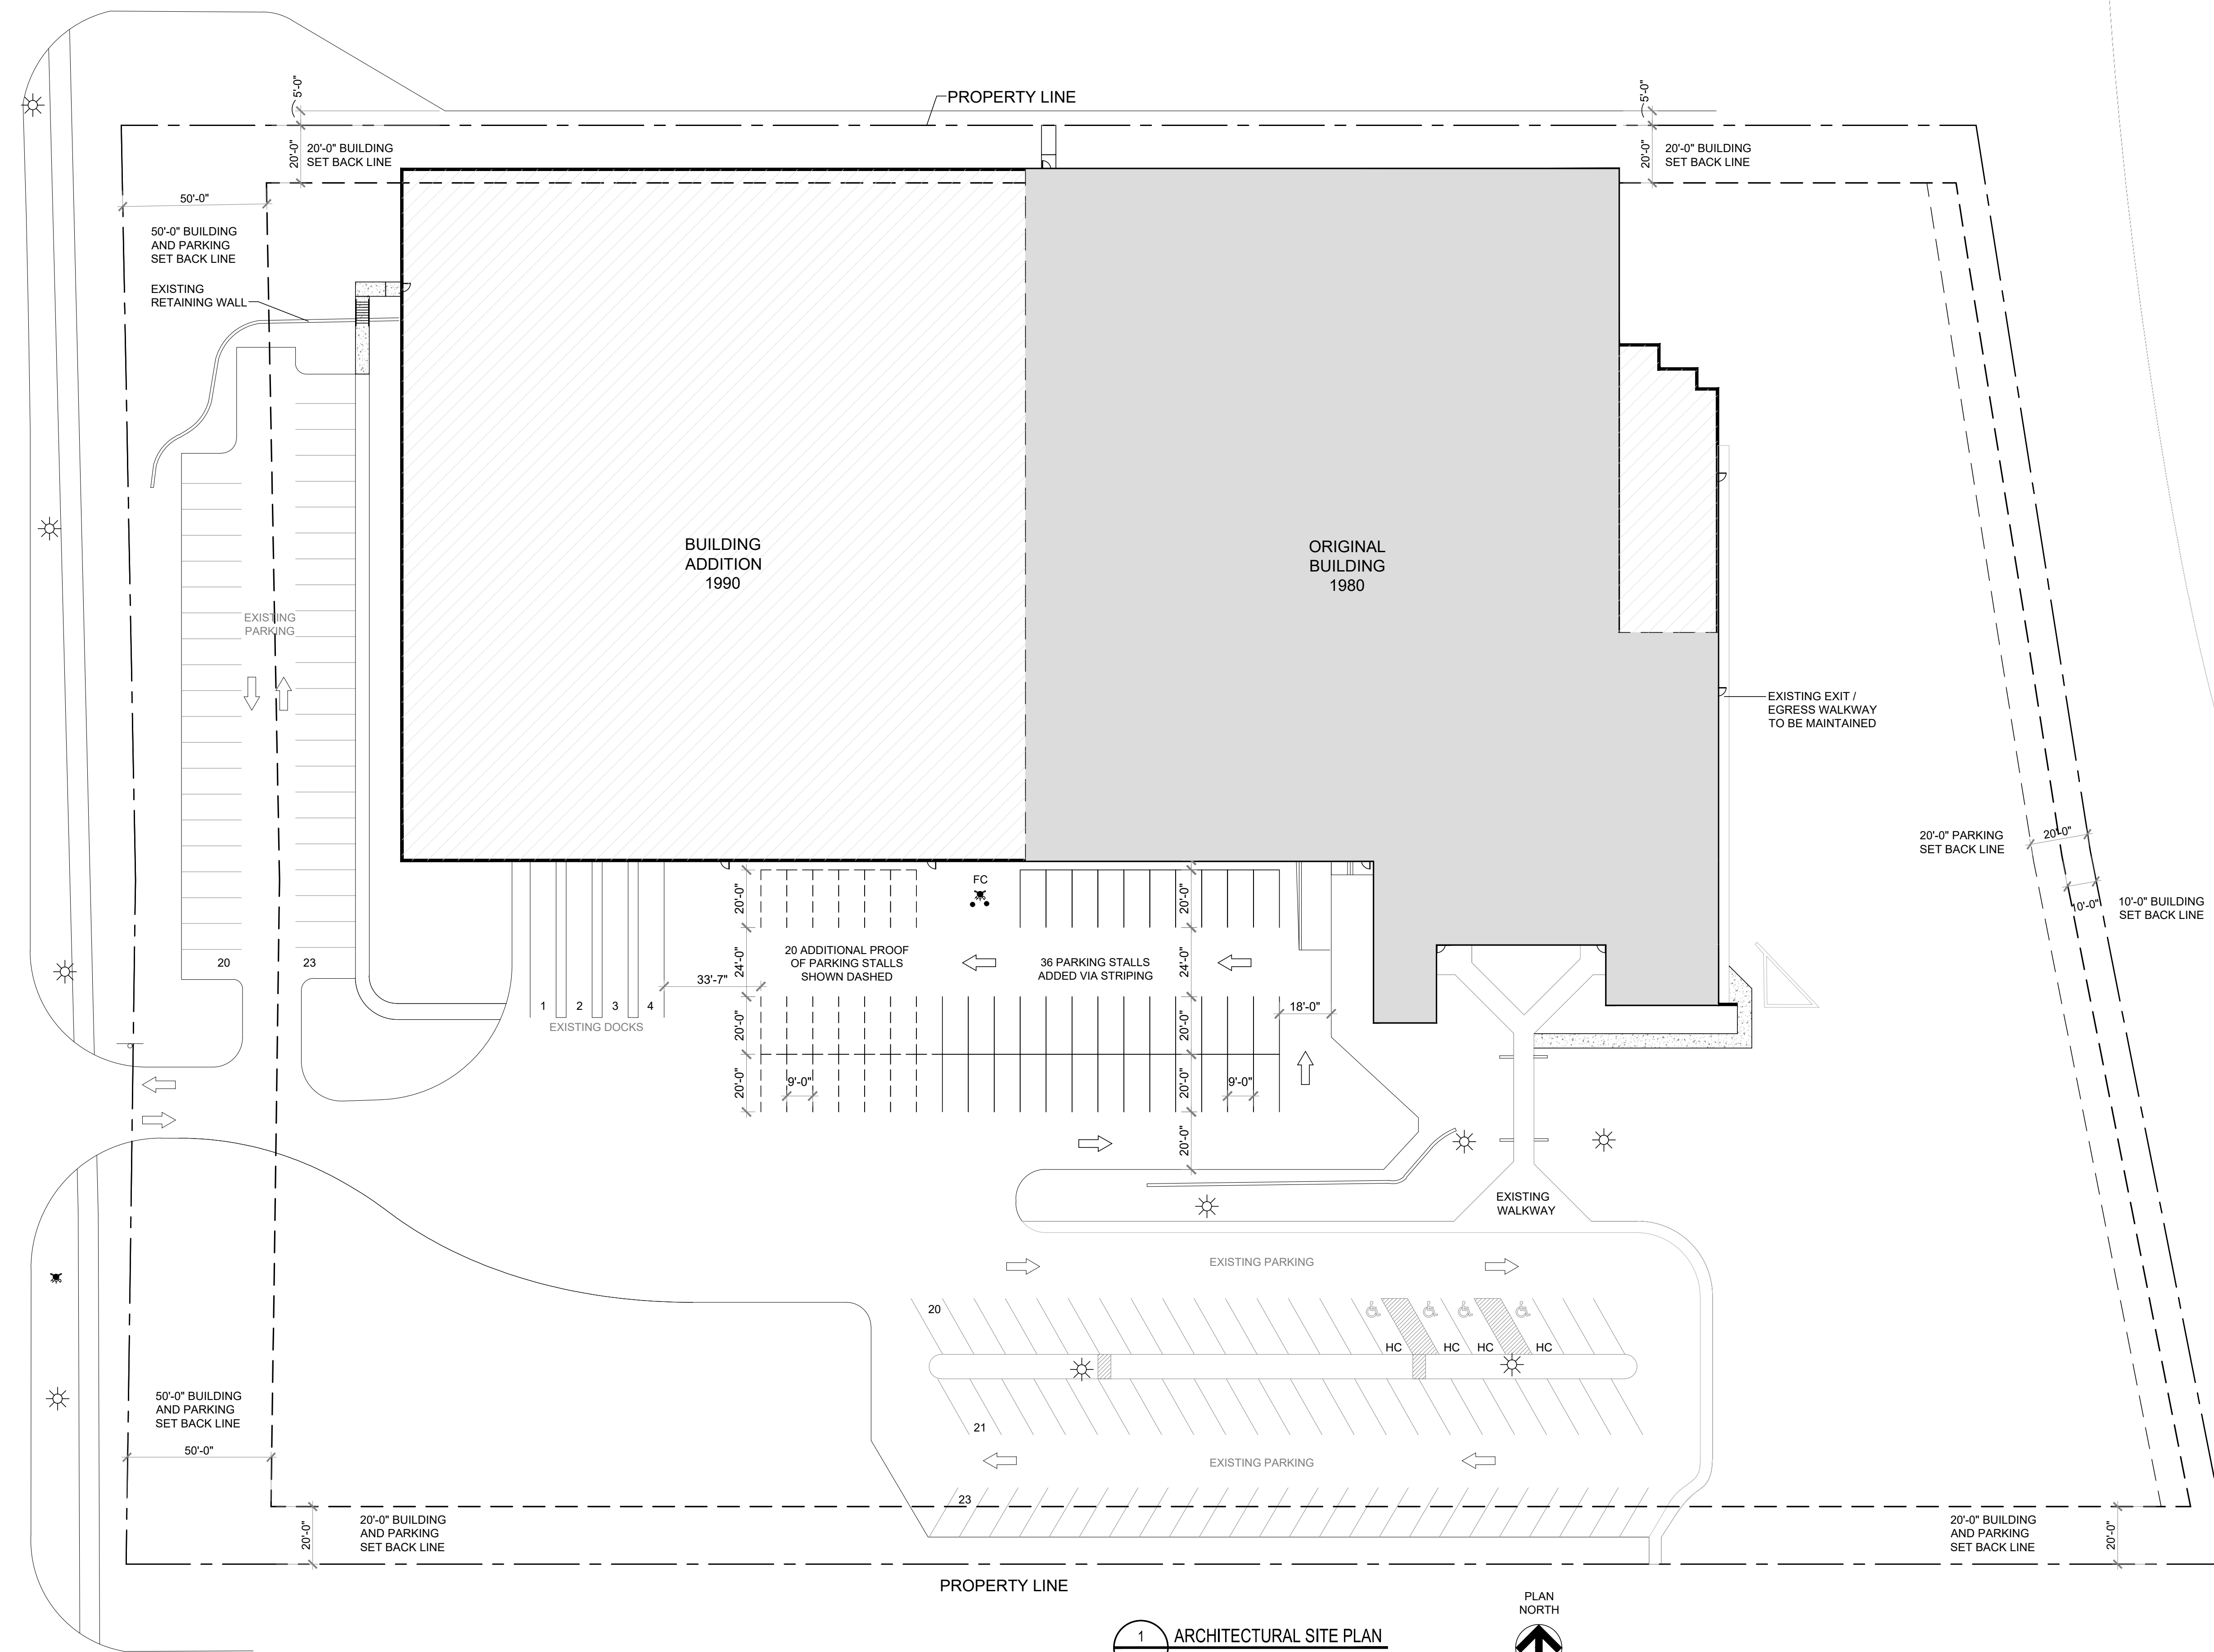 5'-0"
5'-0"
PROPERTY LINE
20'-0"
20'-0" BUILDING
SET BACK LINE
20'-0"
20'-0" BUILDING
SET BACK LINE
50'-0"
50'-0" BUILDING
AND PARKING
SET BACK LINE
EXISTING
RETAINING WALL
BUILDING
ADDITION
1990
ORIGINAL
BUILDING
1980
EXISTING
PARKING
EXISTING EXIT /
EGRESS WALKWAY
TO BE MAINTAINED
20'-0" PARKING
SET BACK LINE
20'-0"
10'-0"
10'-0" BUILDING
SET BACK LINE
FC
20'-0"
20'-0"
20 ADDITIONAL PROOF
OF PARKING STALLS
SHOWN DASHED
36 PARKING STALLS
ADDED VIA STRIPING
24'-0"
24'-0"
20
23
33'-7"
1
2
3
4
EXISTING DOCKS
18'-0"
20'-0"
20'-0"
20'-0"
9'-0"
20'-0"
9'-0"
20'-0"
EXISTING
WALKWAY
EXISTING PARKING
20
HC
HC
HC
HC
21
EXISTING PARKING
23
50'-0" BUILDING
AND PARKING
SET BACK LINE
50'-0"
20'-0"
20'-0" BUILDING
AND PARKING
SET BACK LINE
20'-0" BUILDING
AND PARKING
SET BACK LINE
20'-0"
PROPERTY LINE
PLAN
NORTH
1
ARCHITECTURAL SITE PLAN